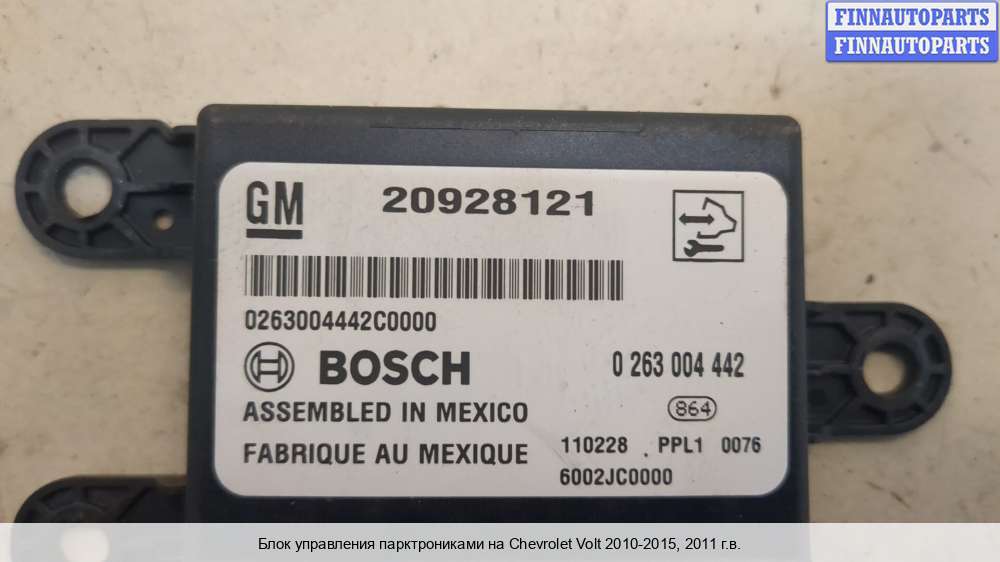 FINNAUTOPARTS
FINNAUTOPARTS
GM 20928121
0263004442C0000
BOSCH 0 263 004 442
ASSEMBLED IN MEXICO 864
FABRIQUE AU MEXIQUE 110228 . PPL1 0076
6002JC0000
Блок управления парктрониками на Chevrolet Volt 2010-2015, 2011 г.в.